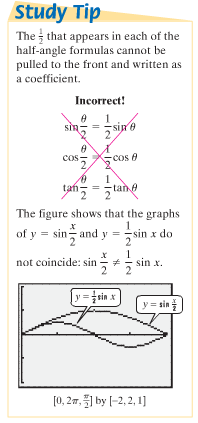 Study Tip
The 1/2 that appears in each of the
half-angle formulas cannot be
pulled to the front and written as
a coefficient.
Incorrect!
sin θ/2 = 1/2 sin θ
cos θ/2 = 1/2 cos θ
tan θ/2 = 1/2 tan θ
The figure shows that the graphs
of y = sin x/2 and y = 1/2 sin x do
not coincide: sin x/2 ≠ 1/2 sin x.
y = 1/2 sin x
y = sin x/2
[0, 2π, π/2] by [−2, 2, 1]